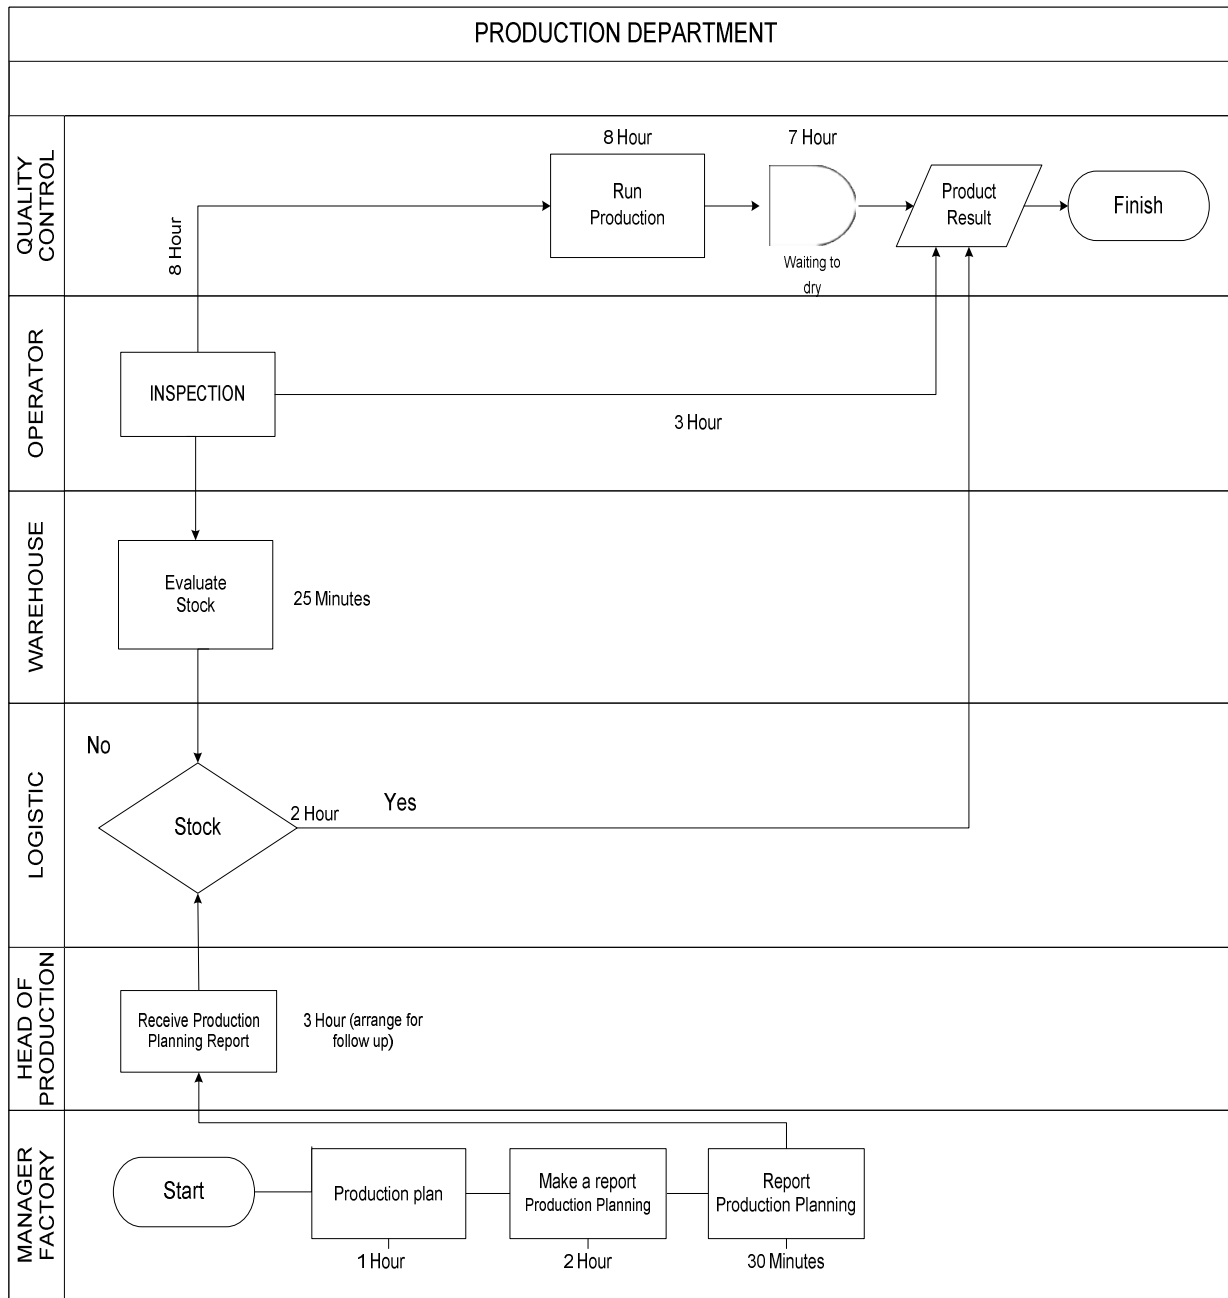 PRODUCTION DEPARTMENT
QUALITY
CONTROL
8 Hour
8 Hour
Run
Production
7 Hour
Waiting to
dry
Product
Result
Finish
OPERATOR
INSPECTION
3 Hour
WAREHOUSE
Evaluate
Stock
25 Minutes
LOGISTIC
No
Stock
2 Hour
Yes
HEAD OF
PRODUCTION
Receive Production
Planning Report
3 Hour (arrange for
follow up)
MANAGER
FACTORY
Start
Production plan
1 Hour
Make a report
Production Planning
2 Hour
Report
Production Planning
30 Minutes